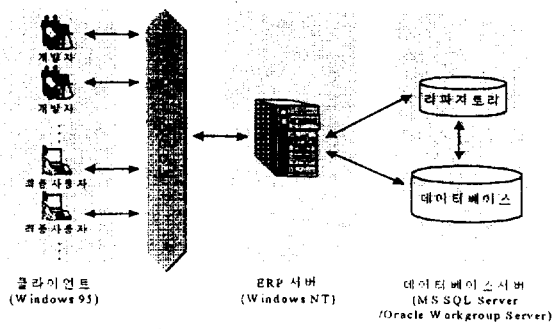 개발자
개발자
최종사용자
최종사용자
리파지토리
데이터베이스
클라이언트
(Windows 95)
ERP 서버
(Windows NT)
데이터베이스서버
(MS SQL Server
/Oracle Workgroup Server)